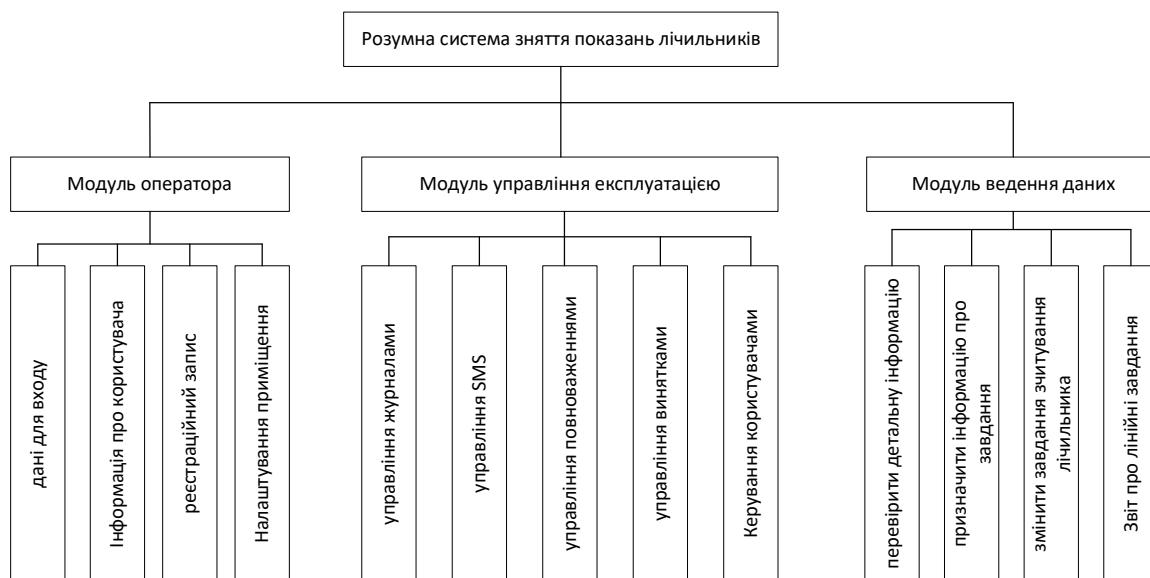 Розумна система зняття показань лічильників
Модуль оператора
Модуль управління експлуатацією
Модуль ведення даних
дані для входу
Інформація про користувача
реєстраційний запис
Налаштування приміщення
управління журналами
управління SMS
управління повноваженнями
управління винятками
Керування користувачами
перевірити детальну інформацію
призначити інформацію про
завдання
змінити завдання зчитування
лічильника
Звіт про лінійні завдання